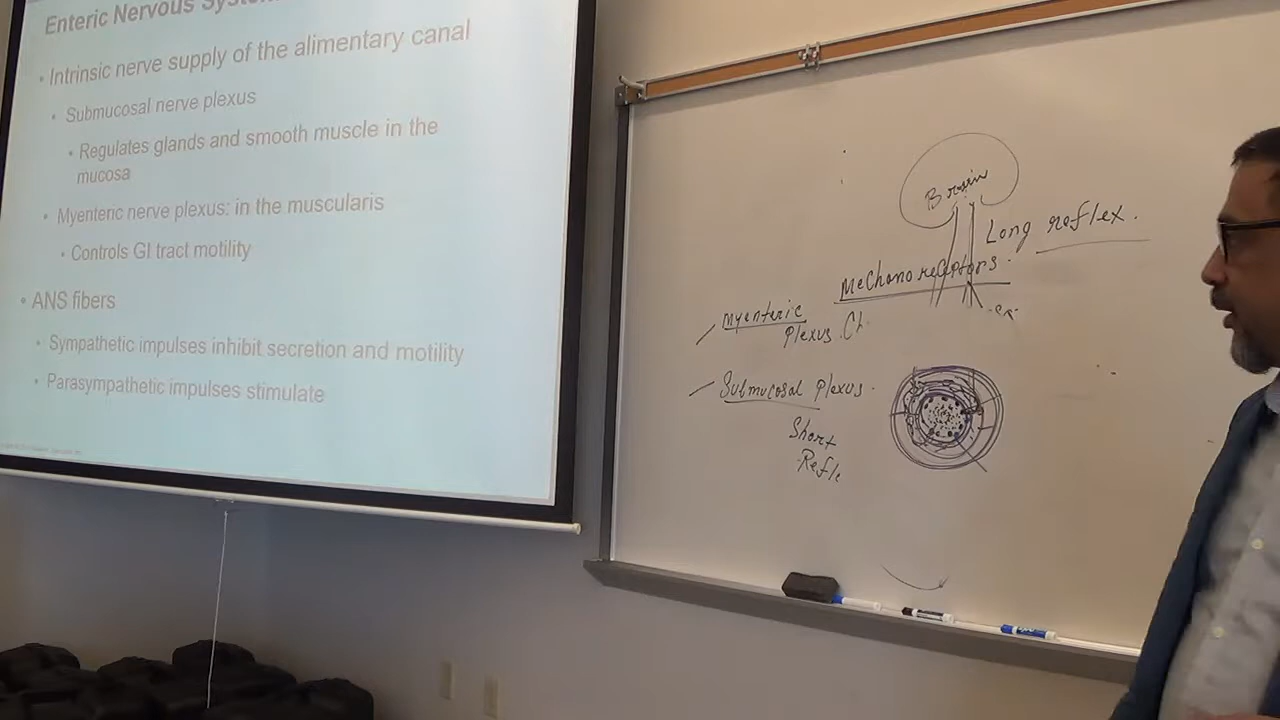 Enteric Nervous System
• Intrinsic nerve supply of the alimentary canal
• Submucosal nerve plexus
• Regulates glands and smooth muscle in the
mucosa
• Myenteric nerve plexus: in the muscularis
• Controls GI tract motility
• ANS fibers
• Sympathetic impulses inhibit secretion and motility
• Parasympathetic impulses stimulate
Brain
Long reflex.
Mechanoreceptors.
Myenteric
Plexus. Ch.
Submucosal Plexus.
Short
Refle